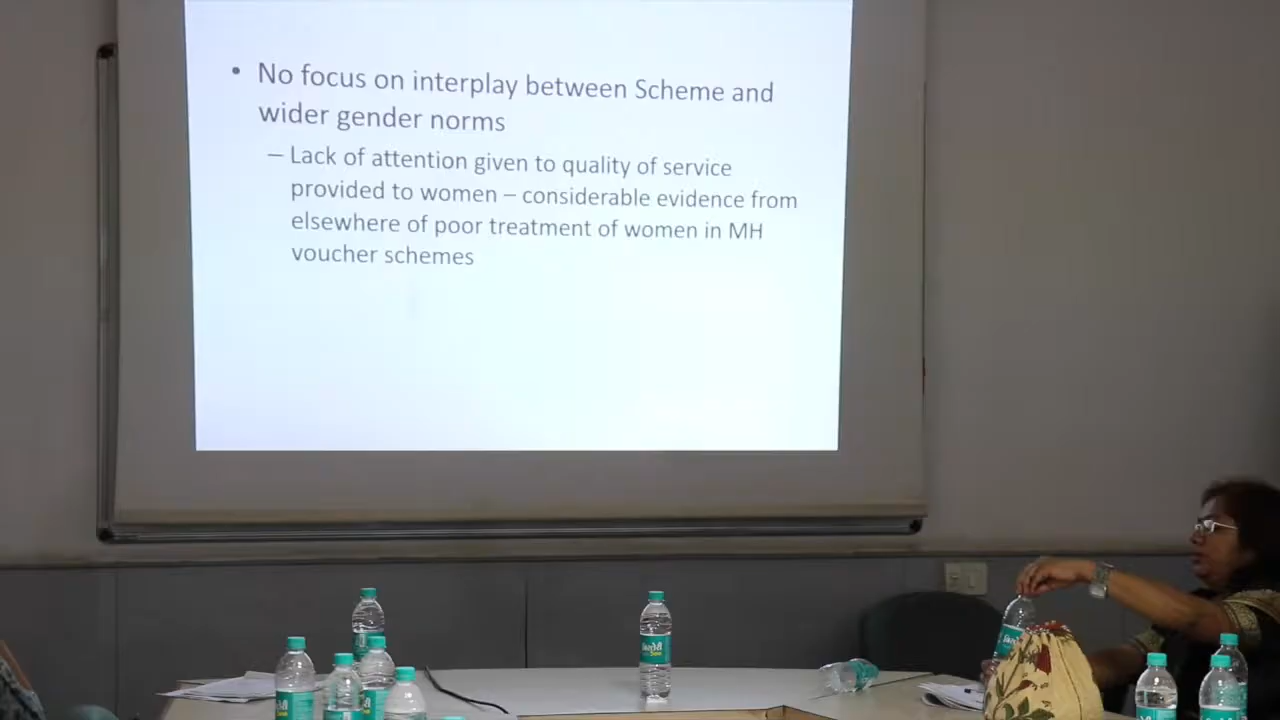 • No focus on interplay between Scheme and
wider gender norms
– Lack of attention given to quality of service
provided to women – considerable evidence from
elsewhere of poor treatment of women in MH
voucher schemes